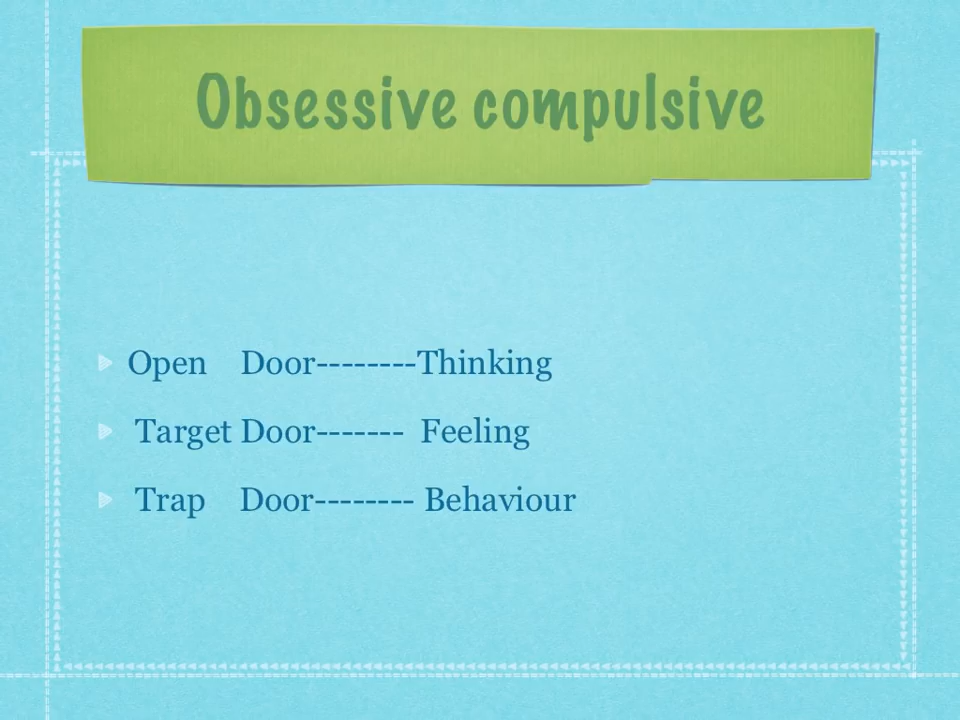 Obsessive compulsive
Open Door--------Thinking
Target Door------- Feeling
Trap Door-------- Behaviour